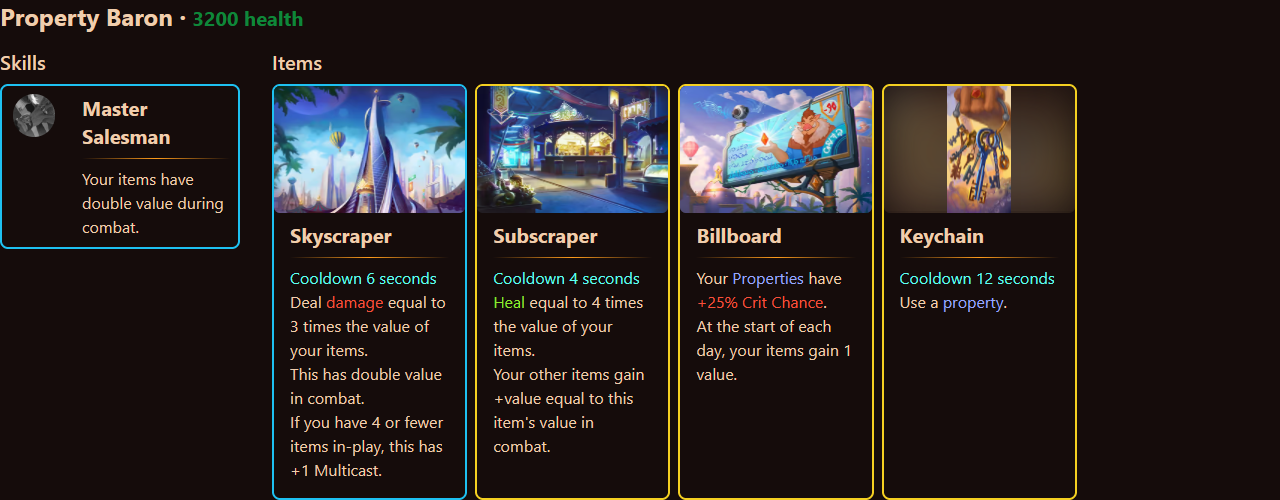 Property Baron · 3200 health
Skills
Items
Master
Salesman
Your items have
double value during
combat.
Skyscraper
Cooldown 6 seconds
Deal damage equal to
3 times the value of
your items.
This has double value
in combat.
If you have 4 or fewer
items in-play, this has
+1 Multicast.
Subscraper
Cooldown 4 seconds
Heal equal to 4 times
the value of your
items.
Your other items gain
+value equal to this
item's value in
combat.
Billboard
Your Properties have
+25% Crit Chance.
At the start of each
day, your items gain 1
value.
Keychain
Cooldown 12 seconds
Use a property.